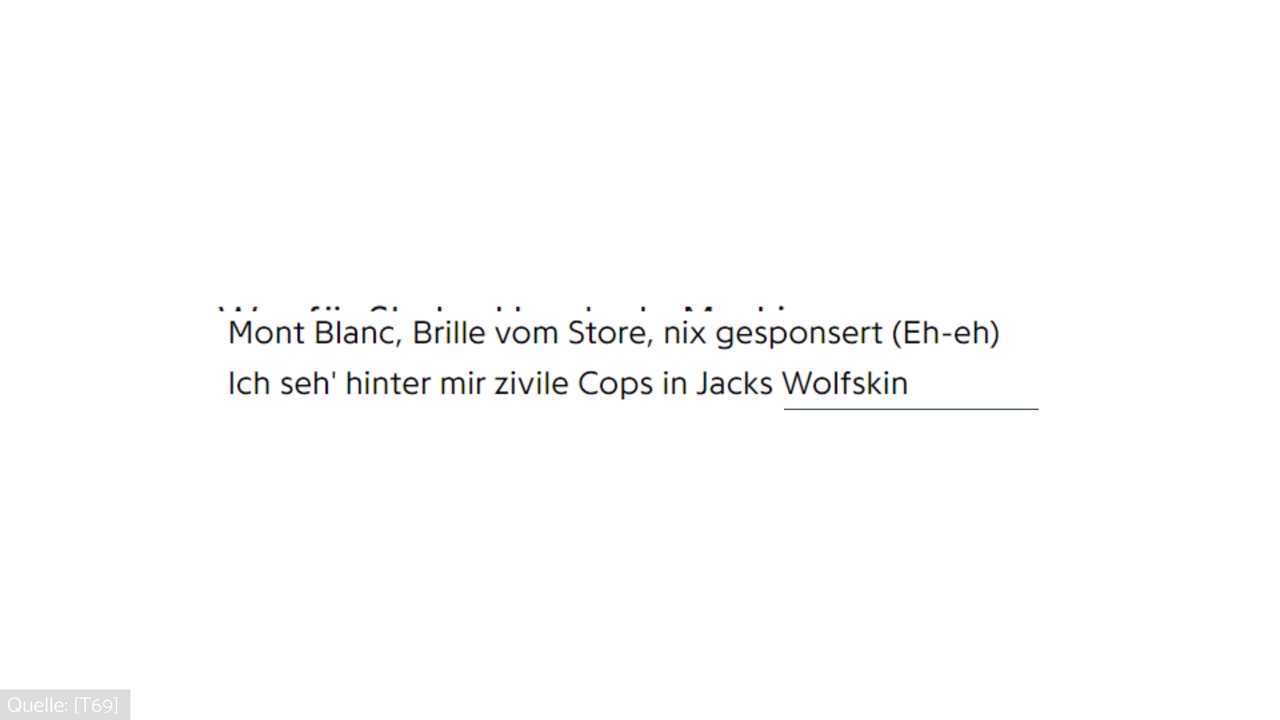 Mont Blanc, Brille vom Store, nix gesponsert (Eh-eh)
Ich seh' hinter mir zivile Cops in Jacks Wolfskin
Quelle: [T69]